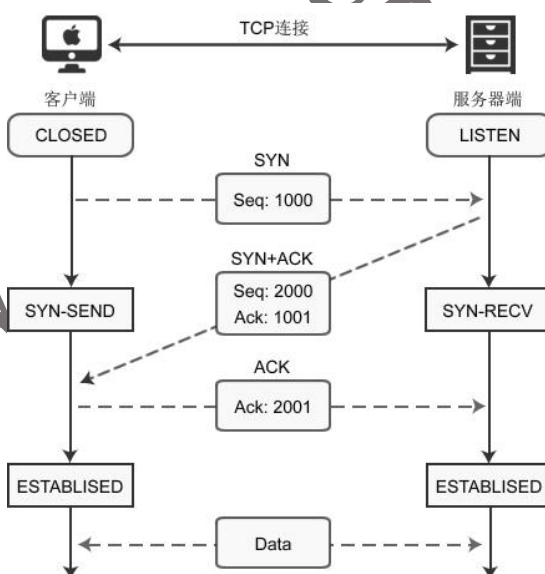 TCP连接
客户端
服务器端
CLOSED
LISTEN
SYN
Seq: 1000
SYN+ACK
Seq: 2000
Ack: 1001
SYN-SEND
SYN-RECV
ACK
Ack: 2001
ESTABLISED
ESTABLISED
Data